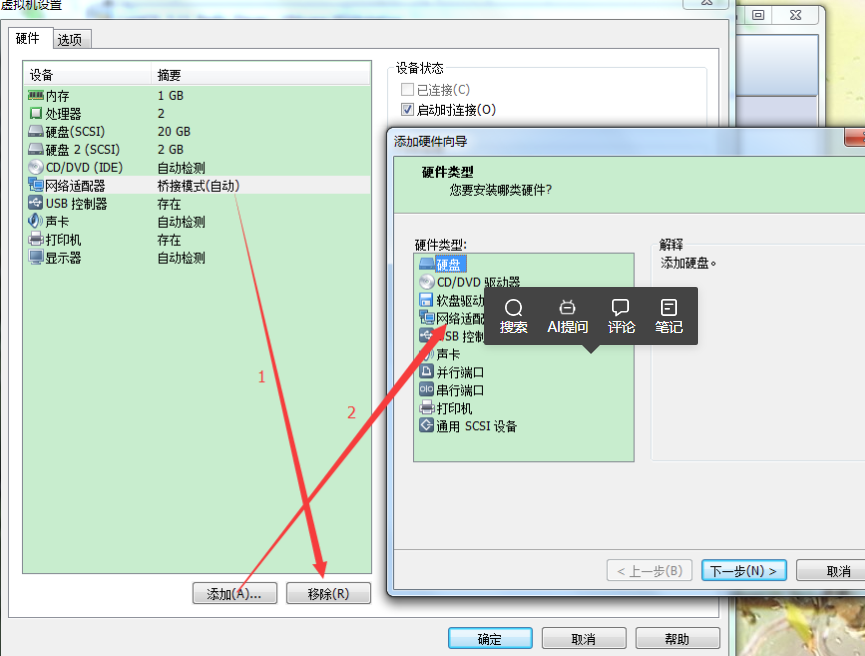 虚拟机设置
硬件
选项
设备
摘要
内存
1 GB
处理器
2
硬盘(SCSI)
20 GB
硬盘 2 (SCSI)
2 GB
CD/DVD (IDE)
自动检测
网络适配器
桥接模式(自动)
USB 控制器
存在
声卡
自动检测
打印机
存在
显示器
自动检测
1
2
添加(A)...
移除(R)
设备状态
已连接(C)
启动时连接(O)
添加硬件向导
硬件类型
您要安装哪类硬件?
硬件类型:
硬盘
CD/DVD 驱动器
软盘驱动
网络适配
USB 控制
声卡
并行端口
串行端口
打印机
通用 SCSI 设备
搜索
AI提问
评论
笔记
解释
添加硬盘。
< 上一步(B)
下一步(N) >
取消
确定
取消
帮助